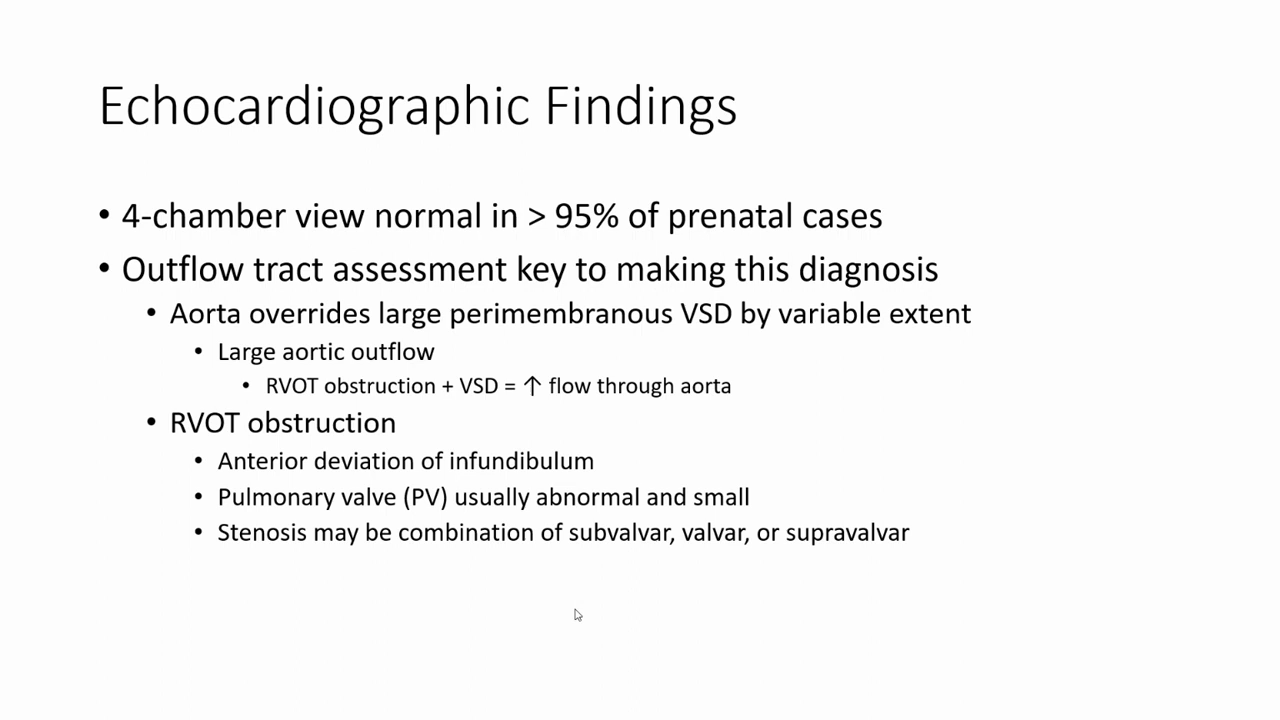 Echocardiographic Findings
• 4-chamber view normal in > 95% of prenatal cases
• Outflow tract assessment key to making this diagnosis
• Aorta overrides large perimembranous VSD by variable extent
• Large aortic outflow
• RVOT obstruction + VSD = ↑ flow through aorta
• RVOT obstruction
• Anterior deviation of infundibulum
• Pulmonary valve (PV) usually abnormal and small
• Stenosis may be combination of subvalvar, valvar, or supravalvar